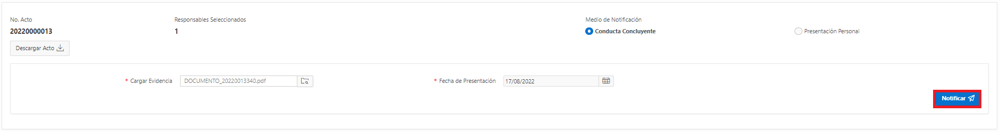 No. Acto
20220000013
Descargar Acto
Responsables Seleccionados
1
Medio de Notificación
Conducta Concluyente
Presentación Personal
* Cargar Evidencia
DOCUMENTO_20220013340.pdf
* Fecha de Presentación
17/08/2022
Notificar